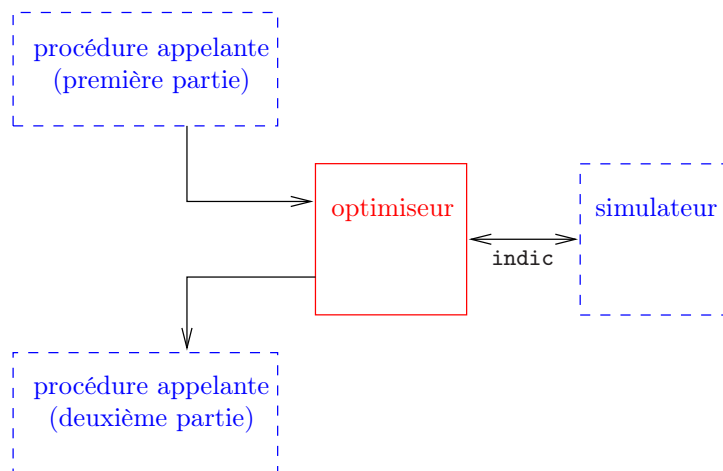 procédure appelante
(première partie)
optimiseur
simulateur
indic
procédure appelante
(deuxième partie)